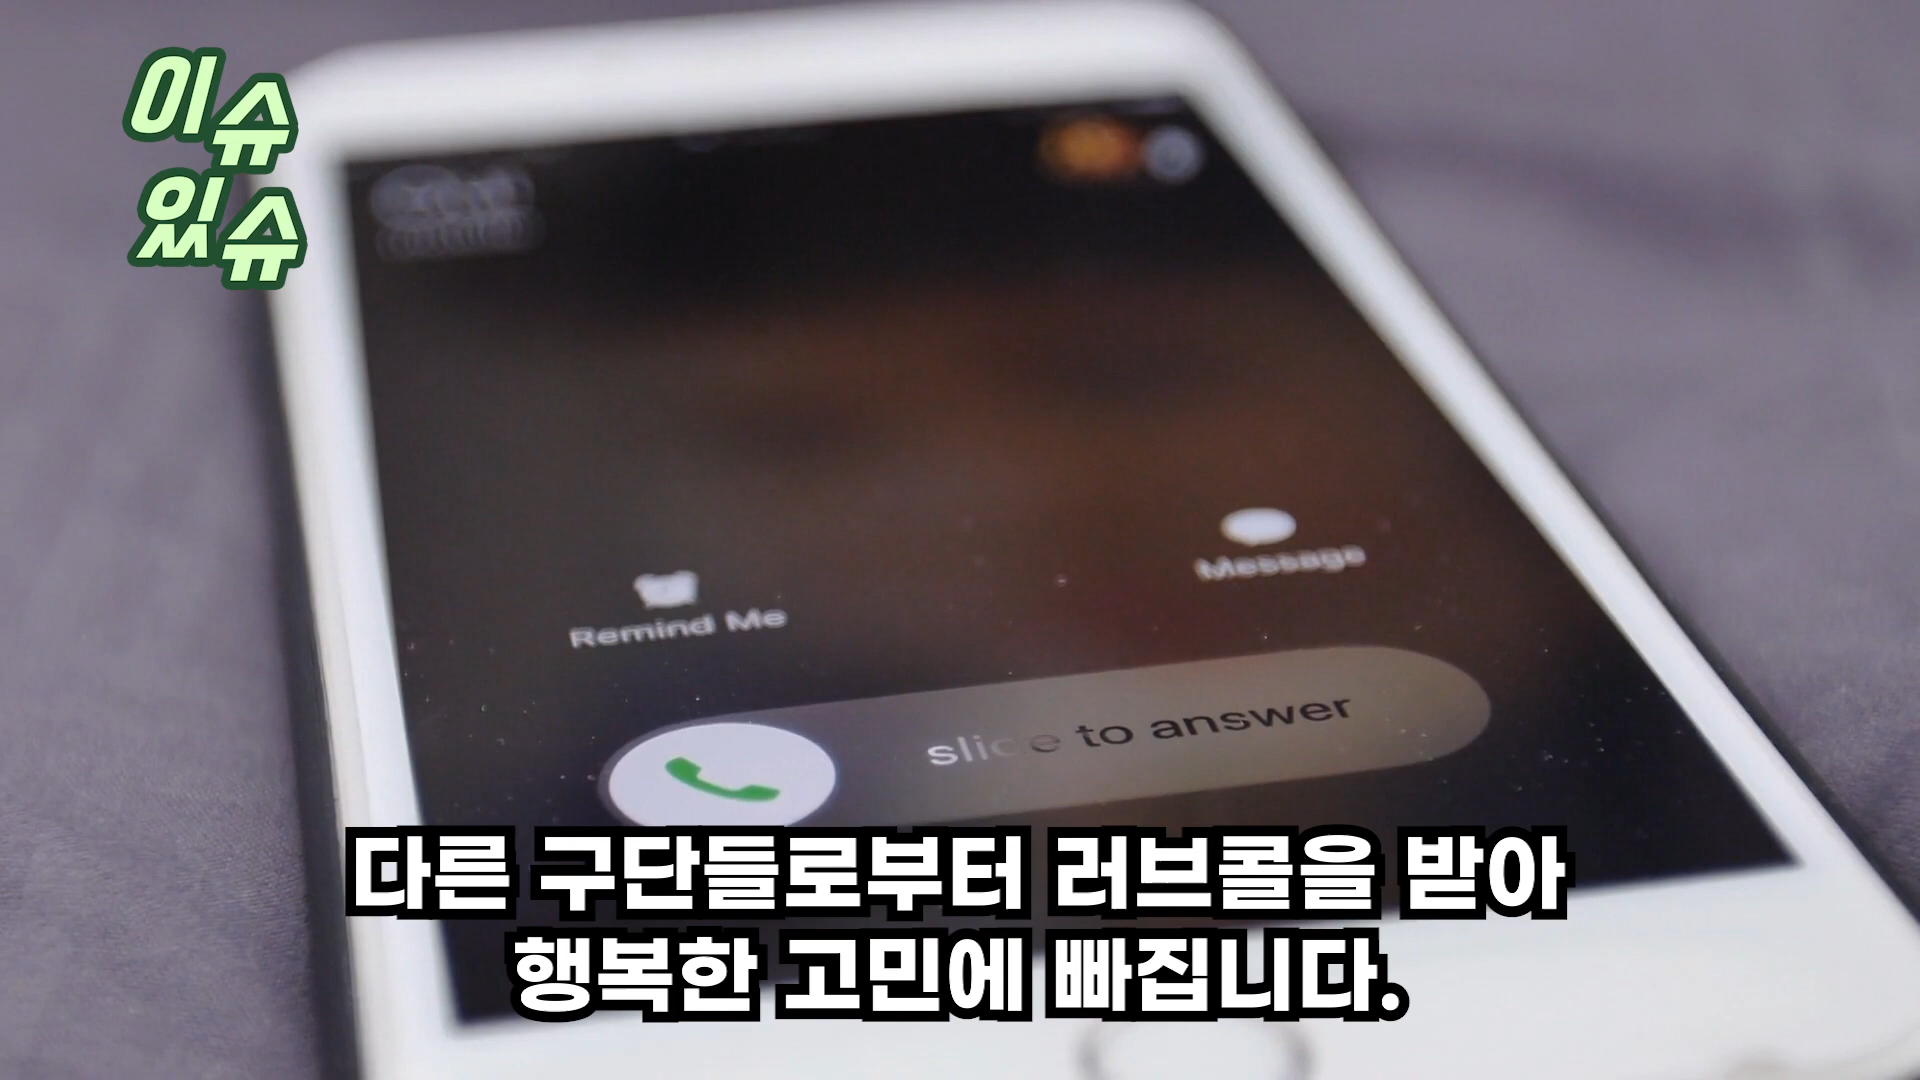 이슈
있슈
Message
Remind Me
slide to answer
다른 구단들로부터 러브콜을 받아
행복한 고민에 빠집니다.